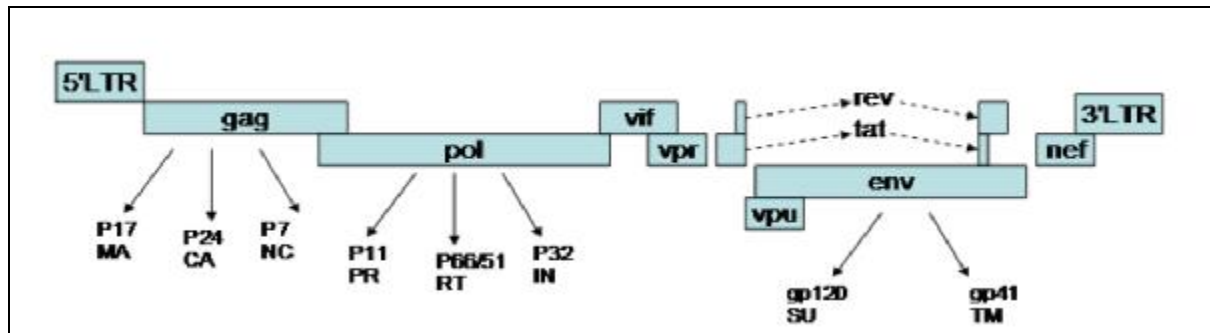 5'LTR
gag
pol
vif
vpr
rev
tat
env
vpu
nef
3'LTR
P17
MA
P24
CA
P7
NC
P11
PR
P66/51
RT
P32
IN
gp120
SU
gp41
TM